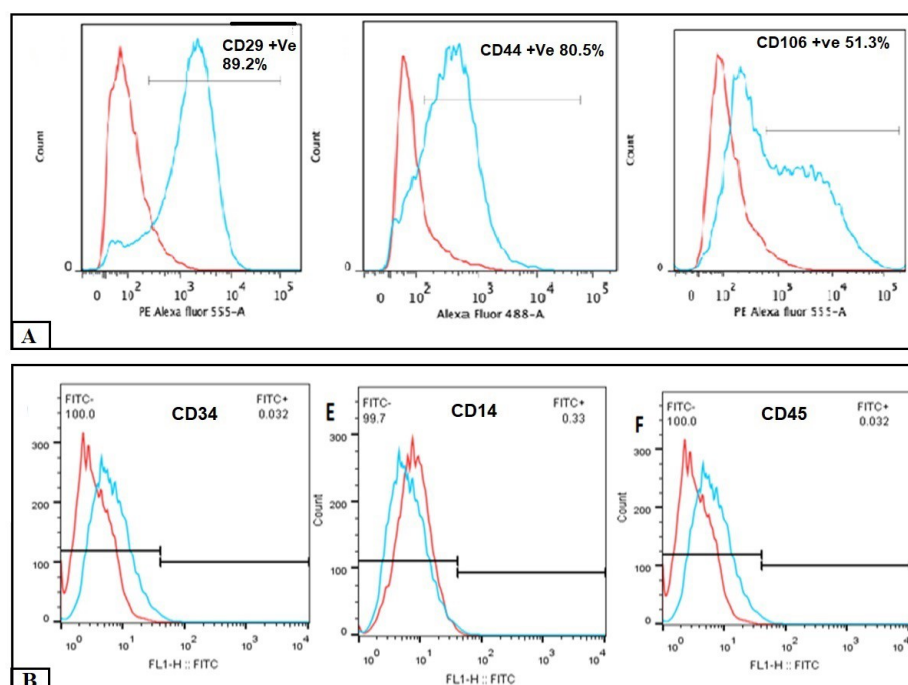 CD29 +Ve
89.2%
Count
0
0 10² 10³ 10⁴ 10⁵
PE Alexa fluor 555-A
CD44 +Ve 80.5%
Count
0
0 10² 10³ 10⁴ 10⁵
Alexa Fluor 488-A
CD106 +ve 51.3%
Count
0
0 10² 10³ 10⁴ 10⁵
PE Alexa fluor 555-A
A
FITC-
100.0
CD34
FITC+
0.032
300
200
100
0
10⁰ 10¹ 10² 10³ 10⁴
FL1-H :: FITC
E
FITC-
99.7
CD14
FITC+
0.33
Count
300
200
100
0
10⁰ 10¹ 10² 10³ 10⁴
FL1-H :: FITC
F
FITC-
100.0
CD45
FITC+
0.032
Count
300
200
100
0
10⁰ 10¹ 10² 10³ 10⁴
FL1-H :: FITC
B